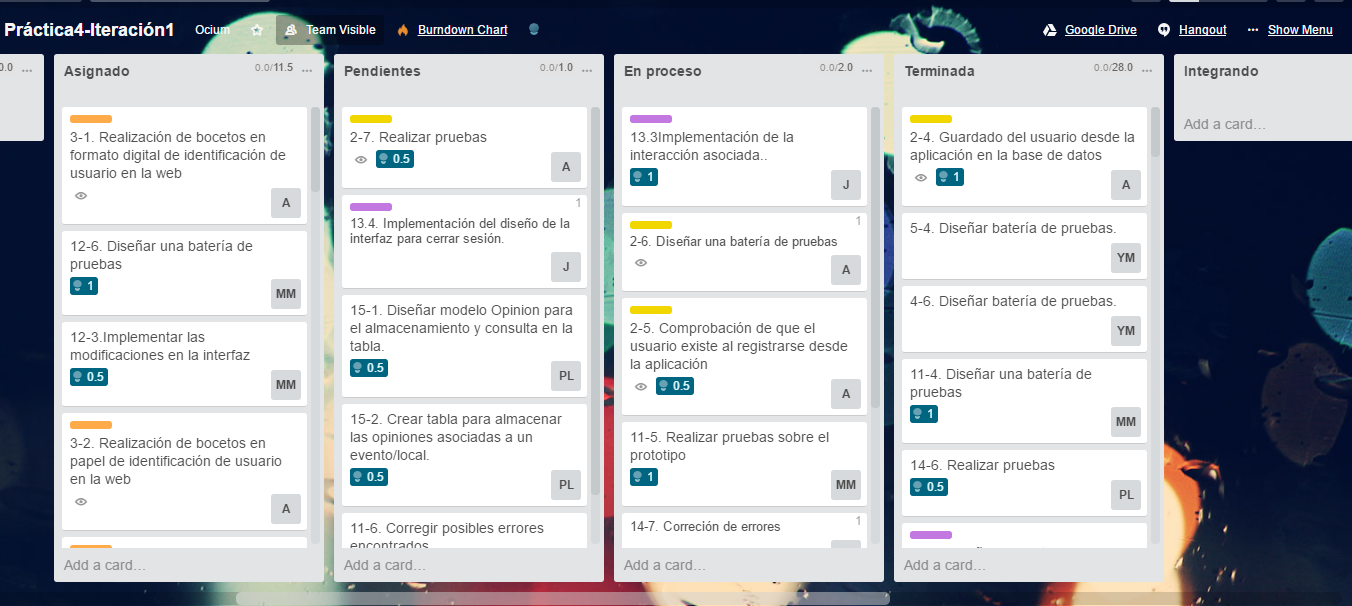 Práctica4-Iteración1
Ocium
Team Visible
Burndown Chart
Google Drive
Hangout
Show Menu
0.0
Asignado
0.0/11.5
3-1. Realización de bocetos en
formato digital de identificación de
usuario en la web
A
12-6. Diseñar una batería de
pruebas
1
MM
12-3.Implementar las
modificaciones en la interfaz
0.5
MM
3-2. Realización de bocetos en
papel de identificación de usuario
en la web
A
Add a card...
Pendientes
0.0/1.0
2-7. Realizar pruebas
0.5
A
1
13.4. Implementación del diseño de la
interfaz para cerrar sesión.
J
15-1. Diseñar modelo Opinion para
el almacenamiento y consulta en la
tabla.
0.5
PL
15-2. Crear tabla para almacenar
las opiniones asociadas a un
evento/local.
0.5
PL
11-6. Corregir posibles errores
encontrados
Add a card...
En proceso
0.0/2.0
13.3Implementación de la
interacción asociada..
1
J
1
2-6. Diseñar una batería de pruebas
A
2-5. Comprobación de que el
usuario existe al registrarse desde
la aplicación
0.5
A
11-5. Realizar pruebas sobre el
prototipo
1
MM
1
14-7. Correción de errores
Add a card...
Terminada
0.0/28.0
2-4. Guardado del usuario desde la
aplicación en la base de datos
1
A
5-4. Diseñar batería de pruebas.
YM
4-6. Diseñar batería de pruebas.
YM
11-4. Diseñar una batería de
pruebas
1
MM
14-6. Realizar pruebas
0.5
PL
Add a card...
Integrando
Add a card...